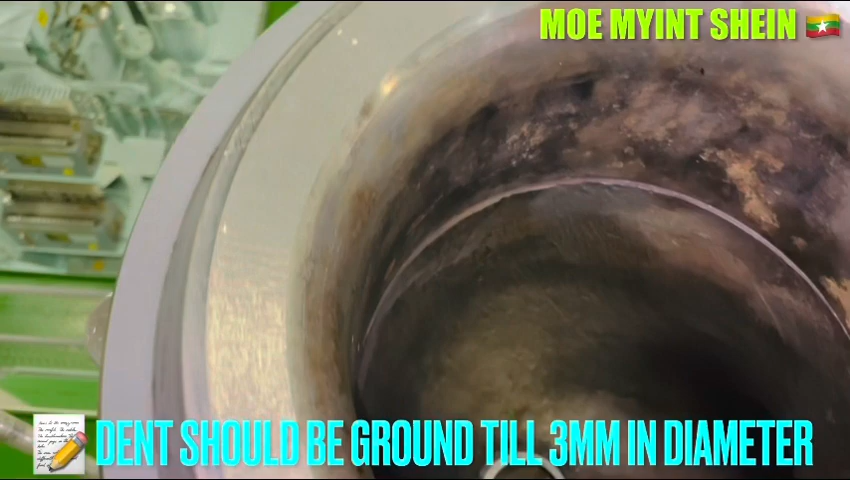 MOE MYINT SHEIN
DENT SHOULD BE GROUND TILL 3MM IN DIAMETER